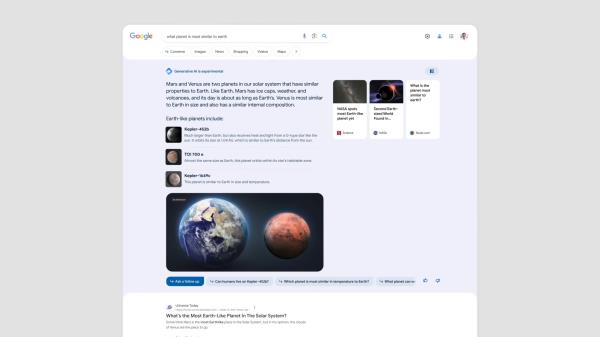 Google
what planet is most similar to earth
Converse Images News Shopping Videos Maps
Generative AI is experimental
Mars and Venus are two planets in our solar system that have similar
properties to Earth. Like Earth, Mars has ice caps, weather, and
volcanoes, and its day is about as long as Earth's. Venus is most similar
to Earth in size and also has a similar internal composition.
Earth-like planets include:
Kepler-452b
Much larger than Earth, but also receives heat and light from a G-type star like the
sun. It orbits its star at 1.04 AU, which is similar to Earth's distance from the sun.
TOI 700 e
Almost the same size as Earth, this planet orbits within its star's habitable zone.
Kepler-1649c
This planet is similar to Earth in size and temperature.
NASA spots
most Earth-like
planet yet
Science
Second Earth-
sized World
Found in...
NASA
What is the
planet most
similar to
earth?
Ask a follow up
Can humans live on Kepler-452b?
Which planet is most similar in temperature to Earth?
What planet can w
Universe Today
What's the Most Earth-Like Planet In The Solar System?